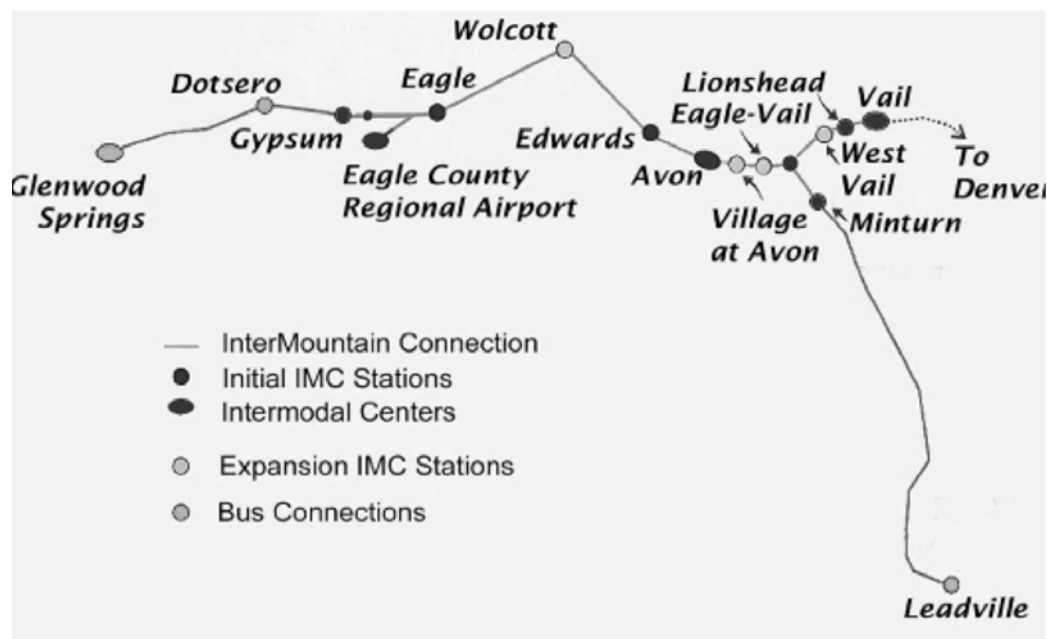 Wolcott
Dotsero
Eagle
Lionshead
Vail
Eagle-Vail
Gypsum
Edwards
Avon
West
Vail
To
Denver
Glenwood
Springs
Eagle County
Regional Airport
Village
at Avon
Minturn
InterMountain Connection
Initial IMC Stations
Intermodal Centers
Expansion IMC Stations
Bus Connections
Leadville